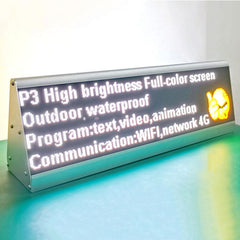 P3 High brightness Full-color screen
Outdoor waterproof
Program:text,video,animation
Communication:WIFI,network 4G